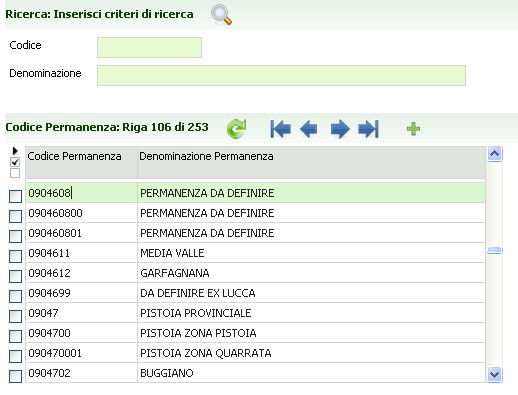 Ricerca: Inserisci criteri di ricerca
Codice
Denominazione
Codice Permanenza: Riga 106 di 253
Codice Permanenza Denominazione Permanenza
0904608 PERMANENZA DA DEFINIRE
090460800 PERMANENZA DA DEFINIRE
090460801 PERMANENZA DA DEFINIRE
0904611 MEDIA VALLE
0904612 GARFAGNANA
0904699 DA DEFINIRE EX LUCCA
09047 PISTOIA PROVINCIALE
0904700 PISTOIA ZONA PISTOIA
090470001 PISTOIA ZONA QUARRATA
0904702 BUGGIANO